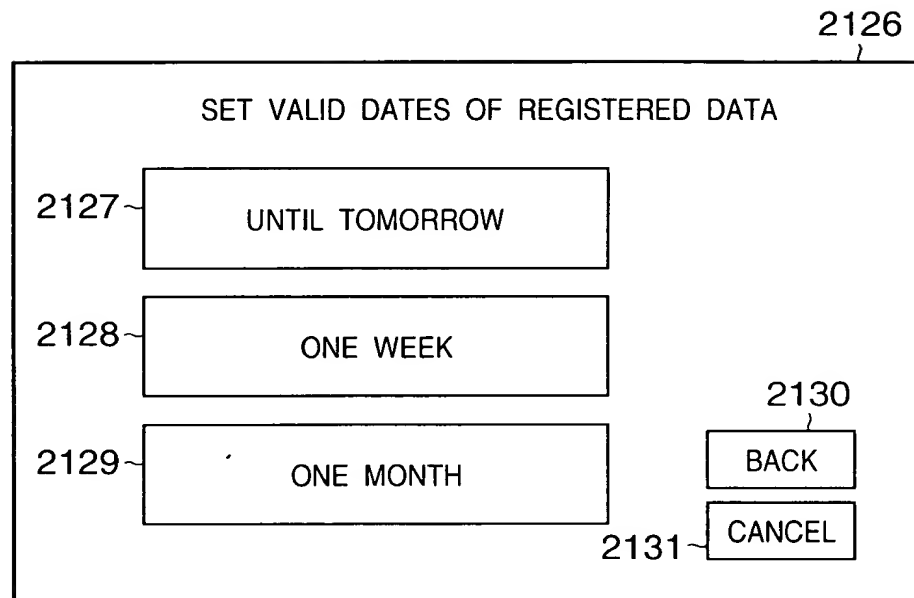 2126
SET VALID DATES OF REGISTERED DATA
2127
UNTIL TOMORROW
2128
ONE WEEK
2129
ONE MONTH
2130
BACK
2131
CANCEL